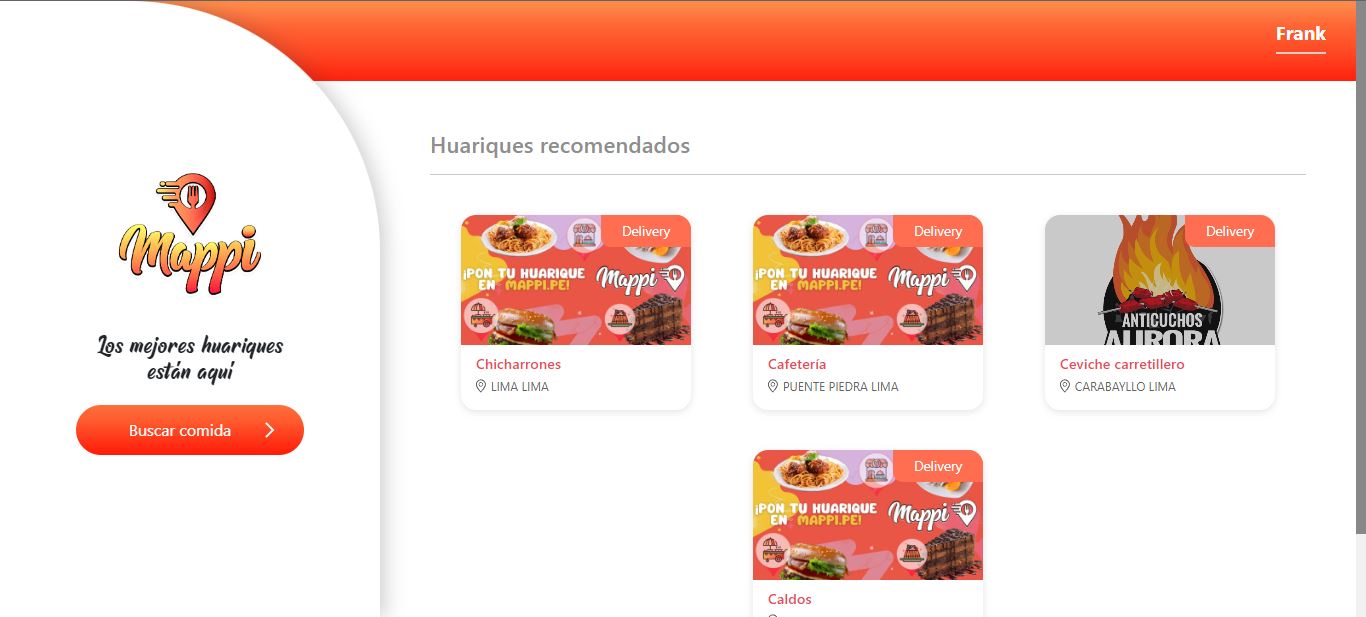 Frank
Mappi
Los mejores huariques
están aquí
Buscar comida
Huariques recomendados
Delivery
¡PON TU HUARIQUE
EN MAPPI.PE!
Mappi
Chicharrones
LIMA LIMA
Delivery
¡PON TU HUARIQUE
EN MAPPI.PE!
Mappi
Cafetería
PUENTE PIEDRA LIMA
Delivery
ANTICUCHOS
AURORA
Ceviche carretillero
CARABAYLLO LIMA
Delivery
¡PON TU HUARIQUE
EN MAPPI.PE!
Mappi
Caldos